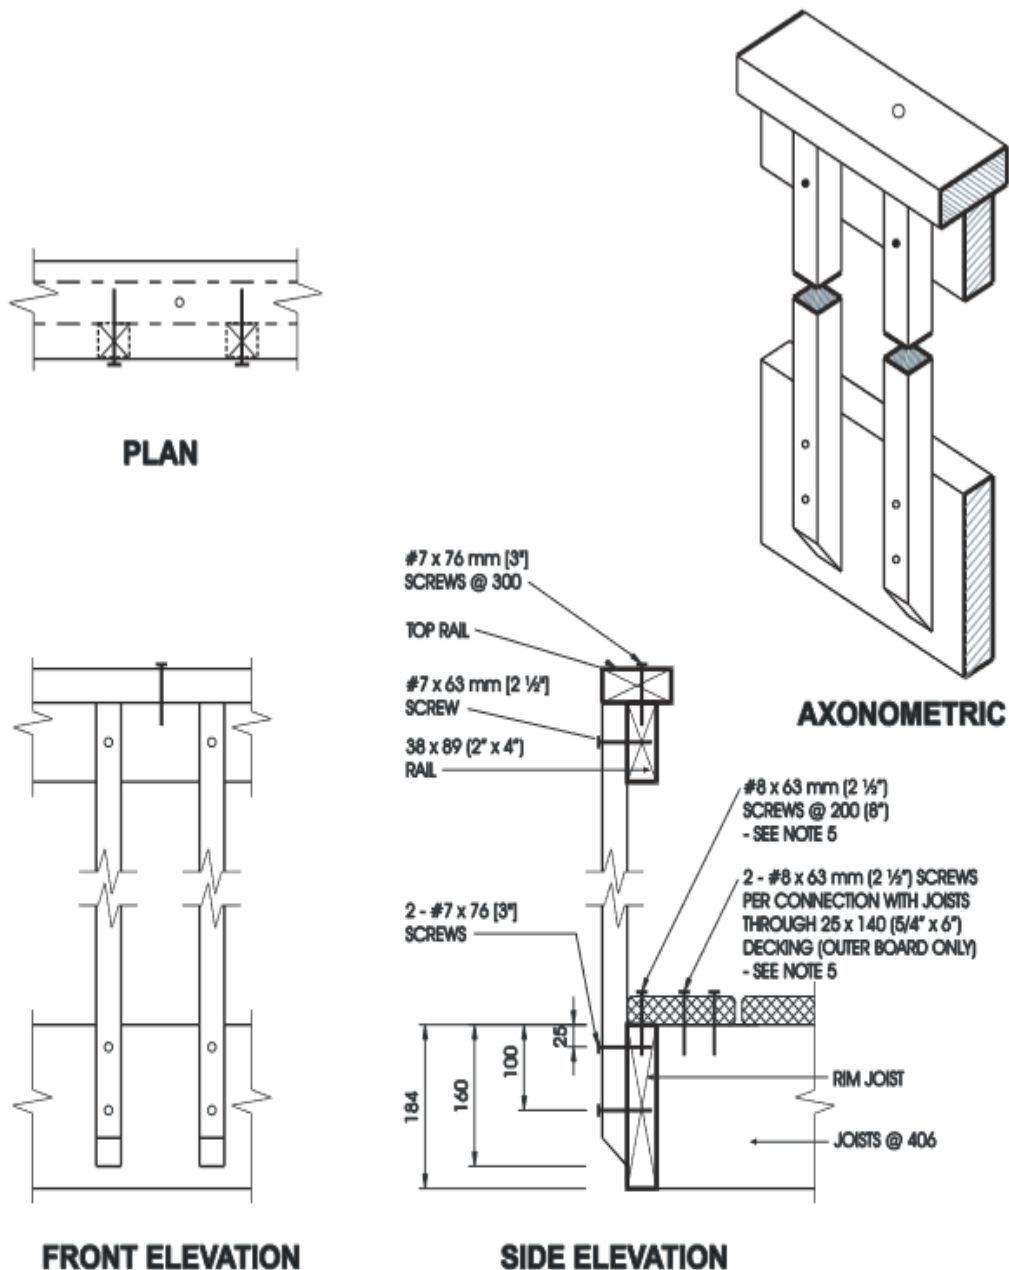 PLAN
#7 x 76 mm [3"]
SCREWS @ 300
TOP RAIL
#7 x 63 mm [2 ½"]
SCREW
38 x 89 (2" x 4")
RAIL
AXONOMETRIC
#8 x 63 mm (2 ½")
SCREWS @ 200 (8")
- SEE NOTE 5
2 - #8 x 63 mm (2 ½") SCREWS
PER CONNECTION WITH JOISTS
THROUGH 25 x 140 (5/4" x 6")
DECKING (OUTER BOARD ONLY)
- SEE NOTE 5
2 - #7 x 76 [3"]
SCREWS
25
100
160
184
RIM JOIST
JOISTS @ 406
FRONT ELEVATION
SIDE ELEVATION